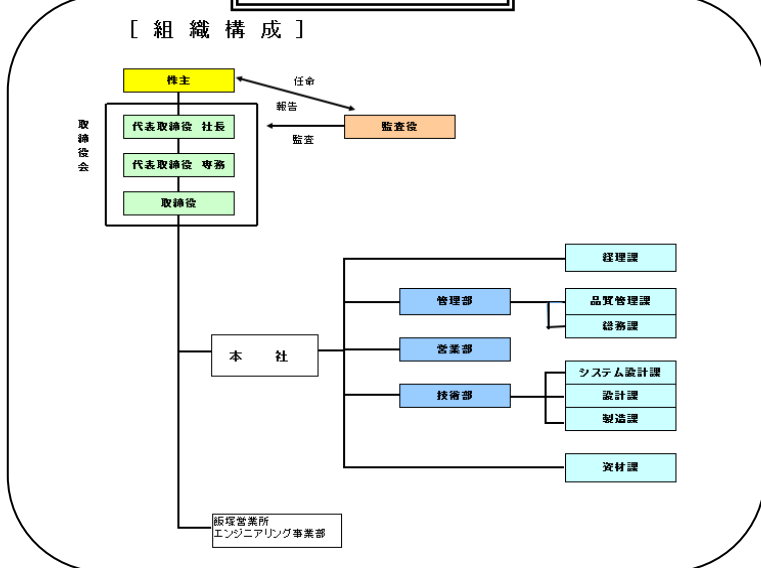 [ 組 織 構 成 ]
株主
任命
報告
監査役
監査
取締役会
代表取締役 社長
代表取締役 専務
取締役
経理課
管理部
品質管理課
総務課
本 社
営業部
システム設計課
技術部
設計課
製造課
資材課
飯塚営業所
エンジニアリング事業部